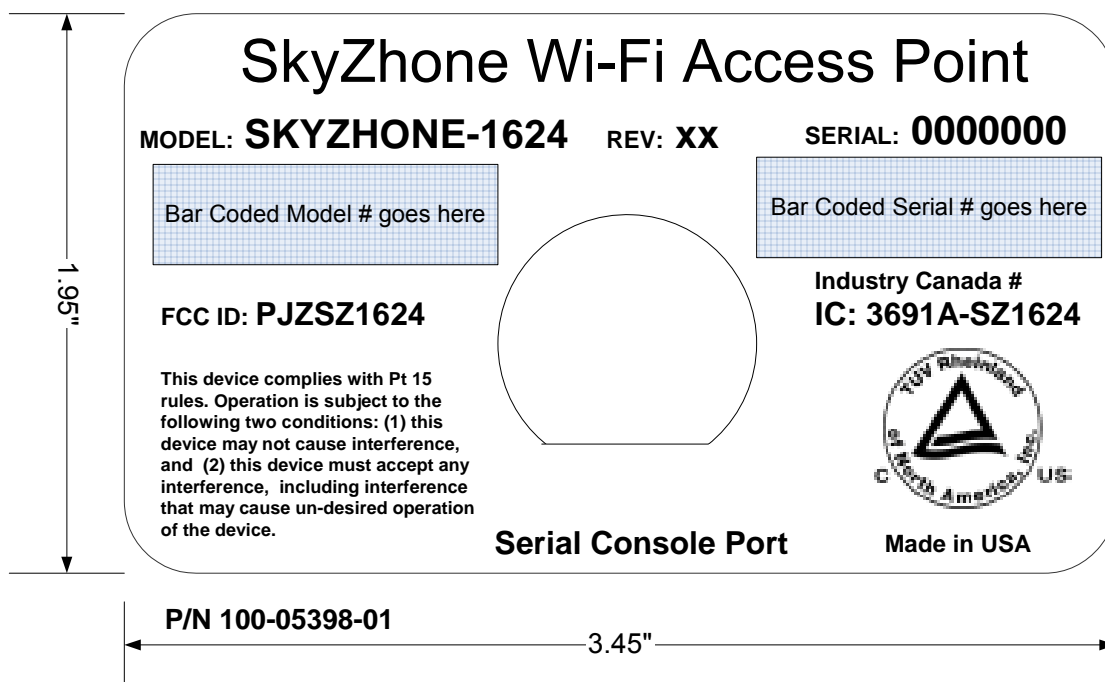 SkyZhone Wi-Fi Access Point
MODEL: SKYZHONE-1624 REV: XX SERIAL: 0000000
Bar Coded Model # goes here
Bar Coded Serial # goes here
Industry Canada #
FCC ID: PJZSZ1624
IC: 3691A-SZ1624
This device complies with Pt 15
rules. Operation is subject to the
following two conditions: (1) this
device may not cause interference,
and (2) this device must accept any
interference, including interference
that may cause un-desired operation
of the device.
TUV Rheinland
of North America, Inc.
C US
Serial Console Port
Made in USA
1.95"
P/N 100-05398-01
3.45"